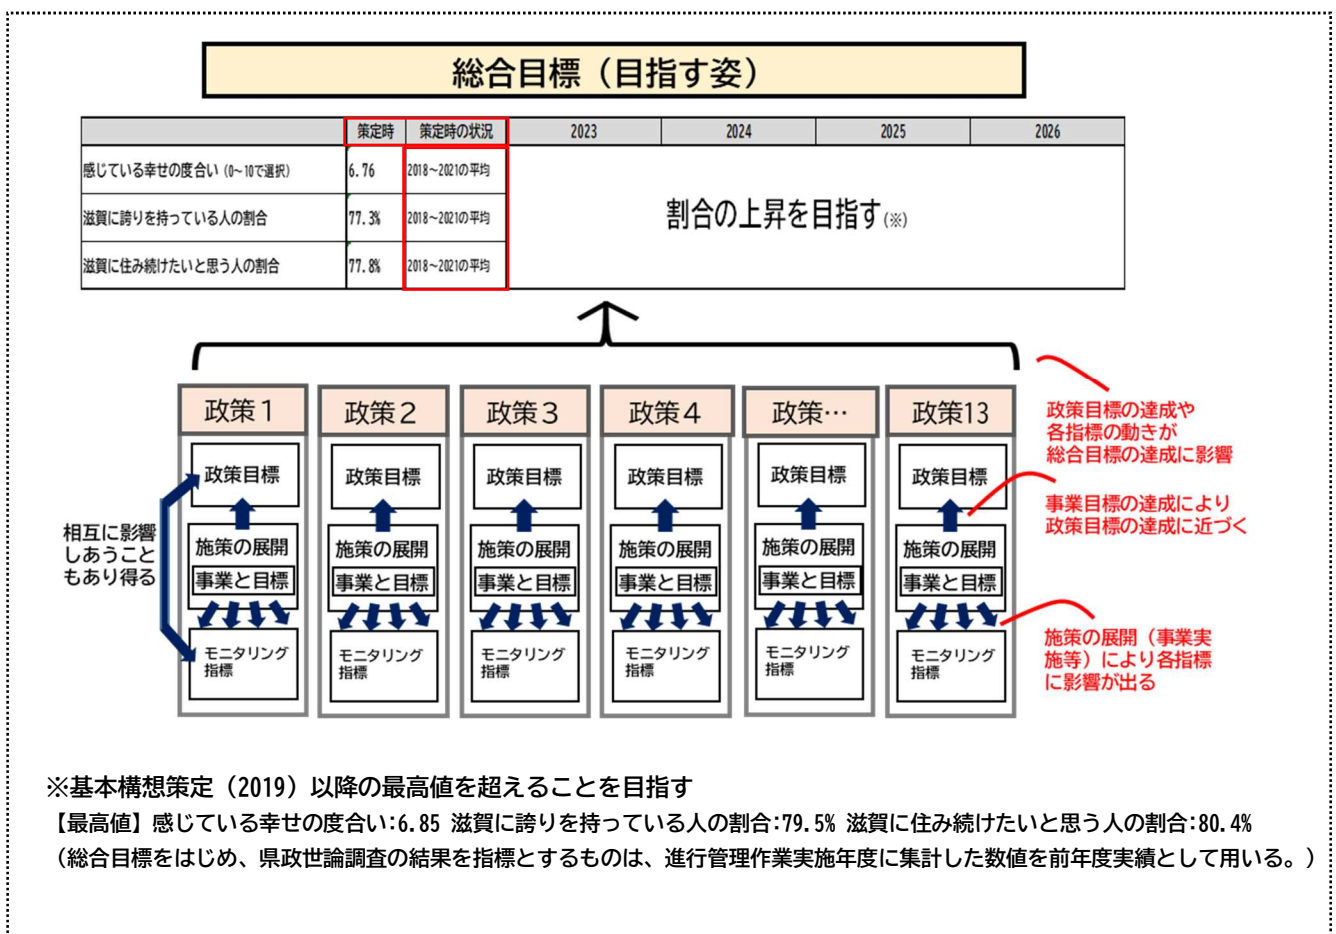 総合目標（目指す姿）
策定時 策定時の状況 2023 2024 2025 2026
感じている幸せの度合い（0～10で選択） 6.76 2018～2021の平均
滋賀に誇りを持っている人の割合 77.3% 2018～2021の平均
滋賀に住み続けたいと思う人の割合 77.8% 2018～2021の平均
割合の上昇を目指す（※）
政策１ 政策２ 政策３ 政策４ 政策… 政策13
政策目標 政策目標 政策目標 政策目標 政策目標 政策目標
施策の展開 施策の展開 施策の展開 施策の展開 施策の展開 施策の展開
事業と目標 事業と目標 事業と目標 事業と目標 事業と目標 事業と目標
モニタリング モニタリング モニタリング モニタリング モニタリング モニタリング
指標 指標 指標 指標 指標 指標
相互に影響
しあうこと
もあり得る
政策目標の達成や
各指標の動きが
総合目標の達成に影響
事業目標の達成により
政策目標の達成に近づく
施策の展開（事業実
施等）により各指標
に影響が出る
※基本構想策定（2019）以降の最高値を超えることを目指す
【最高値】感じている幸せの度合い:6.85 滋賀に誇りを持っている人の割合:79.5% 滋賀に住み続けたいと思う人の割合:80.4%
（総合目標をはじめ、県政世論調査の結果を指標とするものは、進行管理作業実施年度に集計した数値を前年度実績として用いる。）